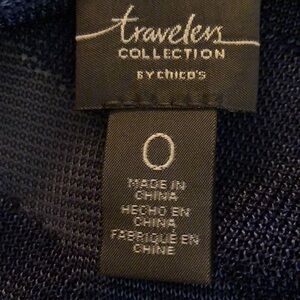 travelers
COLLECTION
BY chico's
0
MADE IN
CHINA
HECHO EN
CHINA
FABRIQUÉ EN
CHINE